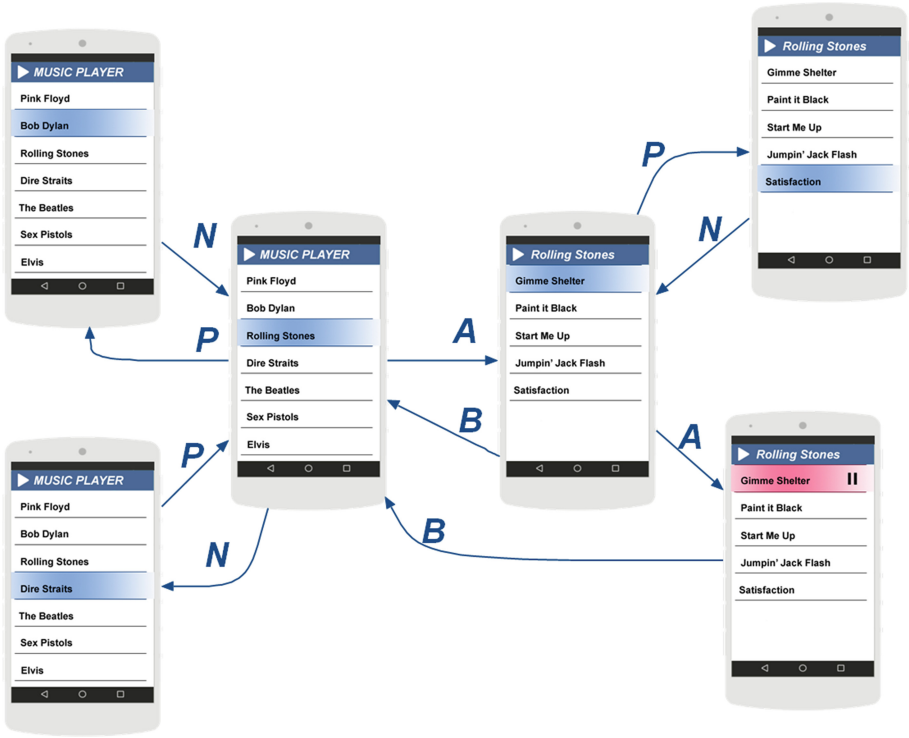 MUSIC PLAYER
Pink Floyd
Bob Dylan
Rolling Stones
Dire Straits
The Beatles
Sex Pistols
Elvis
N
P
MUSIC PLAYER
Pink Floyd
Bob Dylan
Rolling Stones
Dire Straits
The Beatles
Sex Pistols
Elvis
P
N
MUSIC PLAYER
Pink Floyd
Bob Dylan
Rolling Stones
Dire Straits
The Beatles
Sex Pistols
Elvis
A
B
B
Rolling Stones
Gimme Shelter
Paint it Black
Start Me Up
Jumpin' Jack Flash
Satisfaction
P
N
A
Rolling Stones
Gimme Shelter
Paint it Black
Start Me Up
Jumpin' Jack Flash
Satisfaction
Rolling Stones
Gimme Shelter
Paint it Black
Start Me Up
Jumpin' Jack Flash
Satisfaction